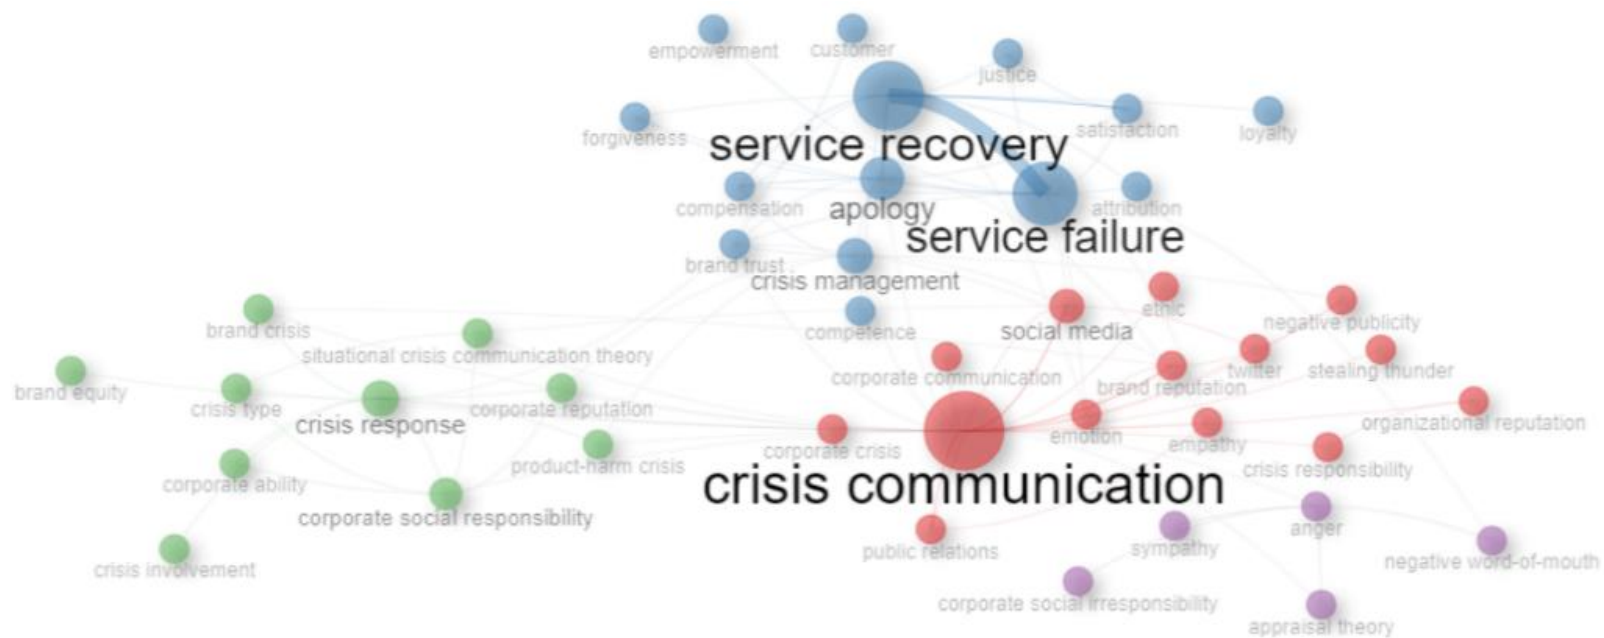 empowerment
customer
justice
forgiveness
service recovery
satisfaction
loyalty
compensation
apology
attribution
service failure
brand trust
crisis management
competence
social media
ethic
negative publicity
brand crisis
situational crisis communication theory
corporate communication
brand reputation
twitter
stealing thunder
brand equity
crisis type
crisis response
corporate reputation
corporate crisis
emotion
empathy
organizational reputation
product-harm crisis
crisis responsibility
corporate ability
crisis communication
corporate social responsibility
public relations
sympathy
anger
negative word-of-mouth
crisis involvement
corporate social irresponsibility
appraisal theory